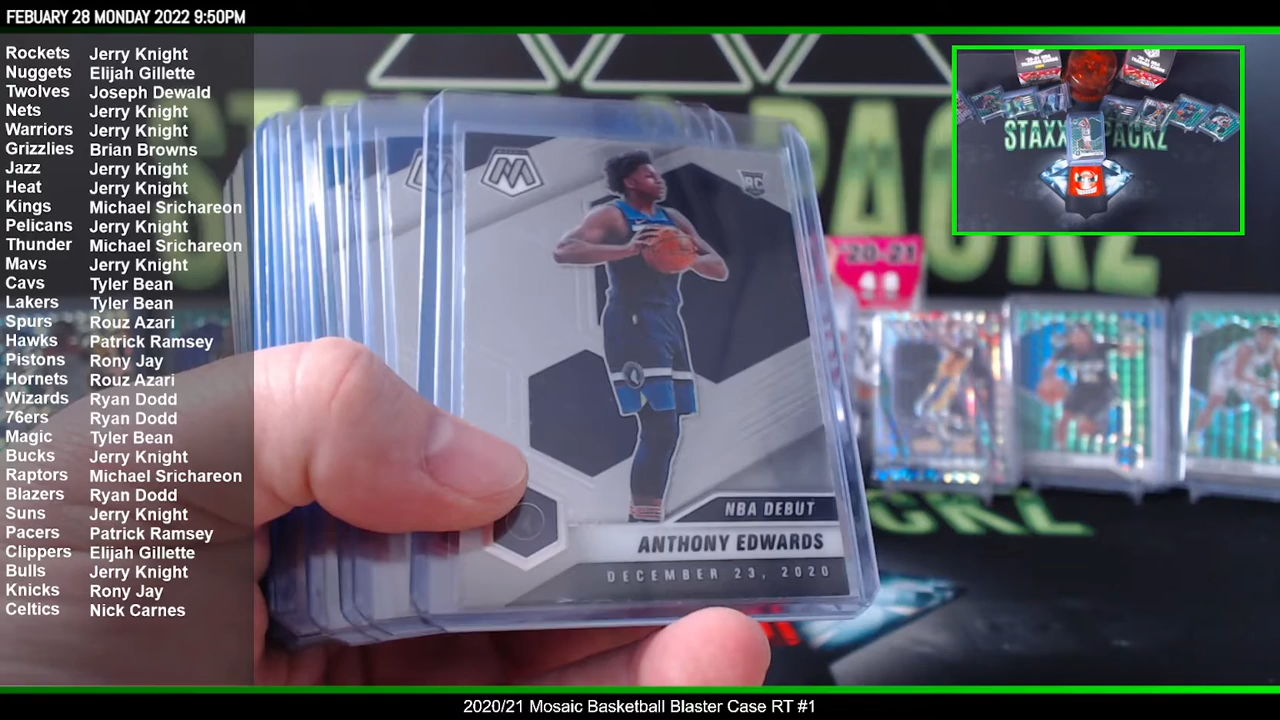 FEBUARY 28 MONDAY 2022 9:50PM
Rockets Jerry Knight
Nuggets Elijah Gillette
Twolves Joseph Dewald
Nets Jerry Knight
Warriors Jerry Knight
Grizzlies Brian Browns
Jazz Jerry Knight
Heat Jerry Knight
Kings Michael Srichareon
Pelicans Jerry Knight
Thunder Michael Srichareon
Mavs Jerry Knight
Cavs Tyler Bean
Lakers Tyler Bean
Spurs Rouz Azari
Hawks Patrick Ramsey
Pistons Rony Jay
Hornets Rouz Azari
Wizards Ryan Dodd
76ers Ryan Dodd
Magic Tyler Bean
Bucks Jerry Knight
Raptors Michael Srichareon
Blazers Ryan Dodd
Suns Jerry Knight
Pacers Patrick Ramsey
Clippers Elijah Gillette
Bulls Jerry Knight
Knicks Rony Jay
Celtics Nick Carnes
RC
NBA DEBUT
ANTHONY EDWARDS
DECEMBER 23, 2020
'20-21
STAXX PACKZ
2020/21 Mosaic Basketball Blaster Case RT #1